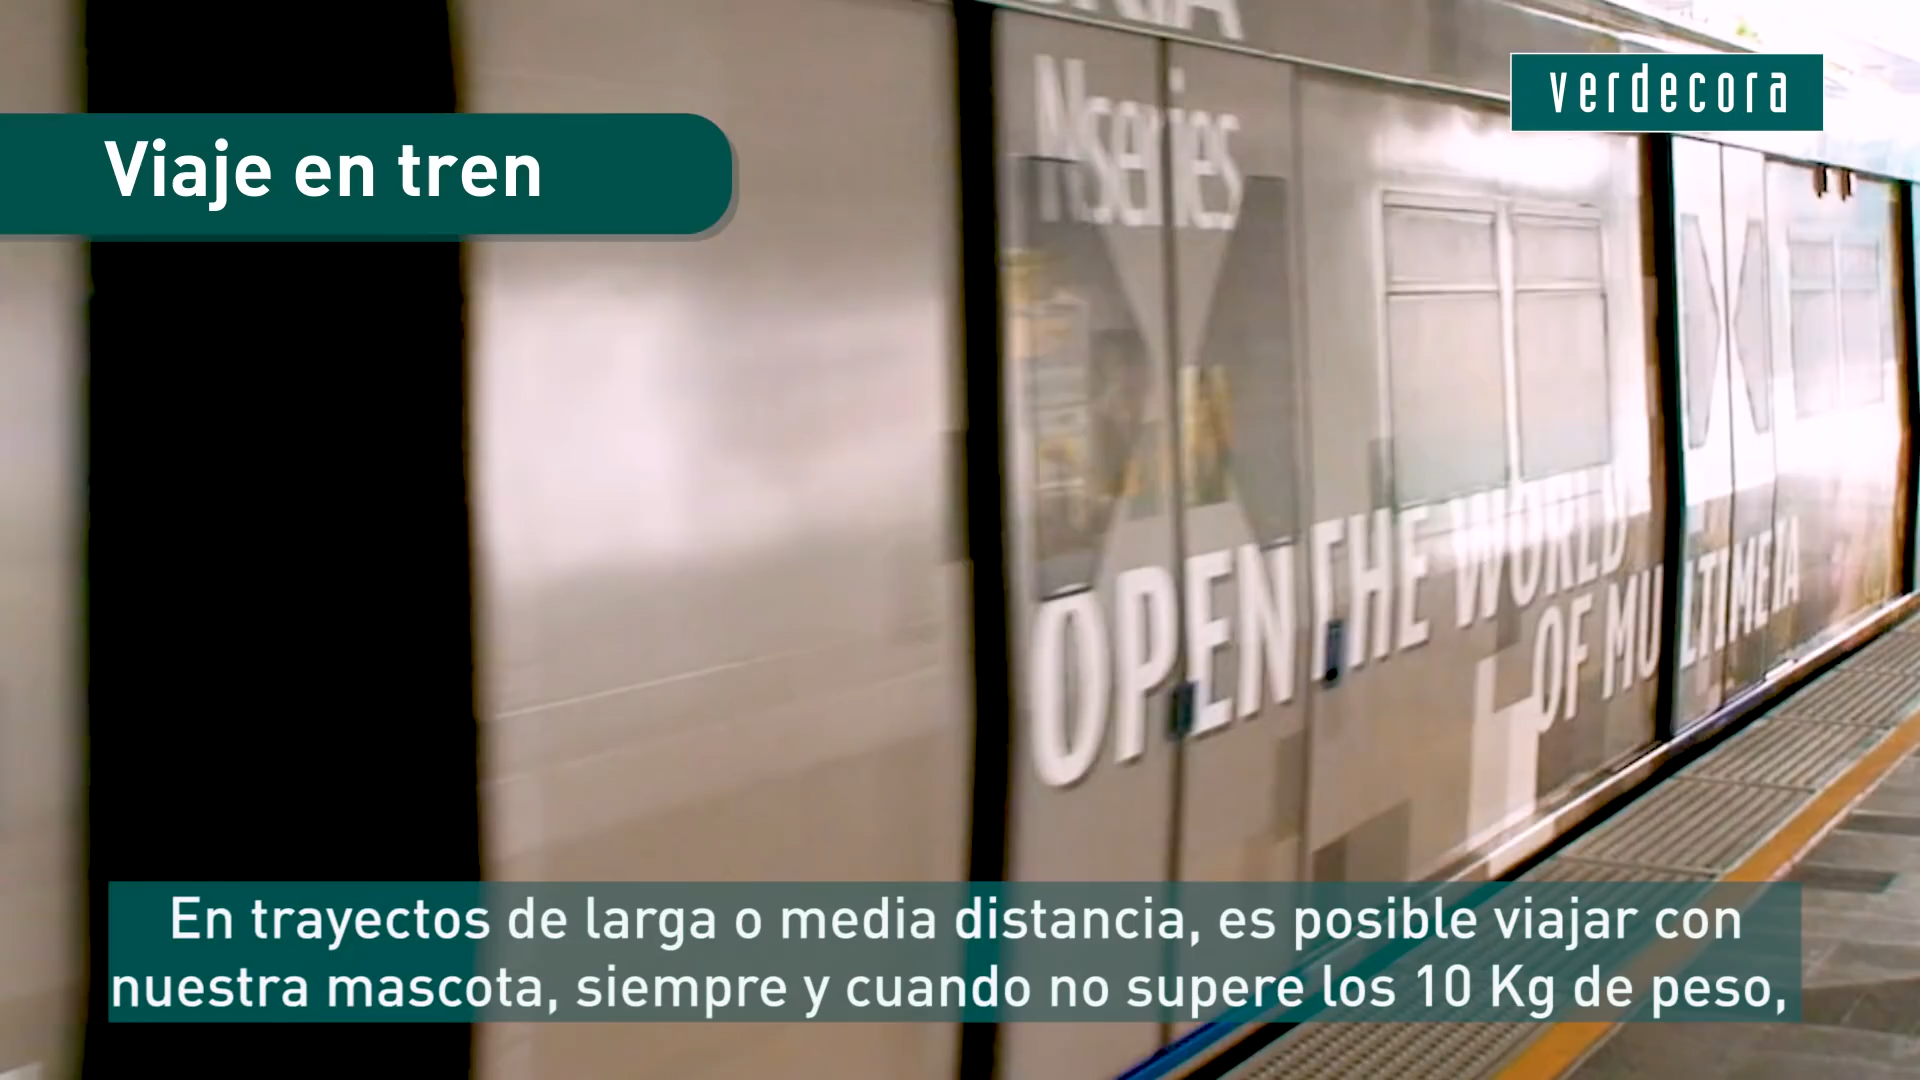 verdecora
Viaje en tren
Nseries
OPEN THE WORLD
OF MULTIMEDIA
En trayectos de larga o media distancia, es posible viajar con
nuestra mascota, siempre y cuando no supere los 10 Kg de peso,